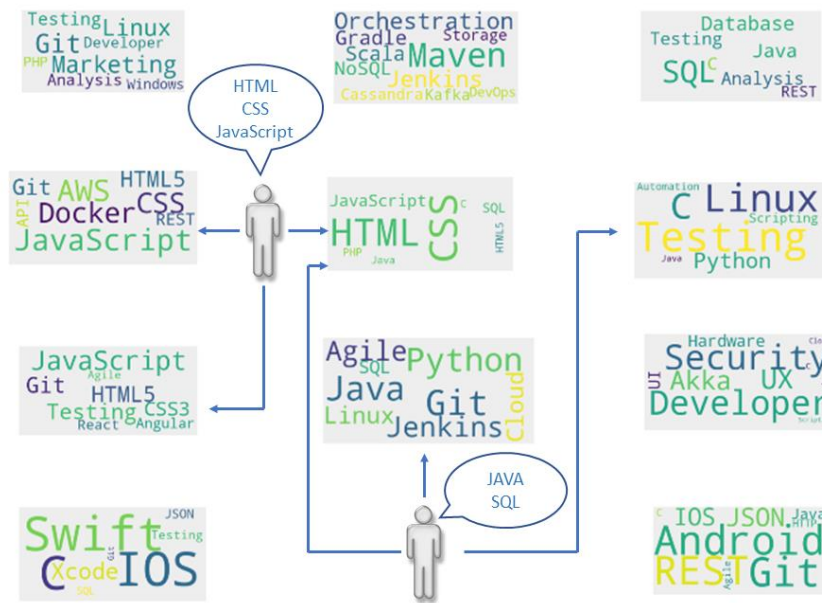 Testing Linux
Git Developer
PHP Marketing
Analysis Windows
Orchestration
Gradle Storage
Scala Maven
NoSQL Jenkins
Cassandra Kafka DevOps
Database
Testing Java
SQL C Analysis
REST
HTML
CSS
JavaScript
Git AWS HTML5
API Docker CSS
REST
JavaScript
JavaScript C SQL
HTML CSS HTML5
PHP Java
Automation C Linux
Scripting
Testing
Java Python
JavaScript
Agile
Git HTML5
Testing CSS3
React Angular
Agile SQL Python
Java Git
Linux Jenkins Cloud
Hardware
Security C
UI Akka UX
Developer
JAVA
SQL
JSON
Swift Testing
Git
C Xcode IOS
SQL
C IOS JSON Java
Android
REST Agile Git